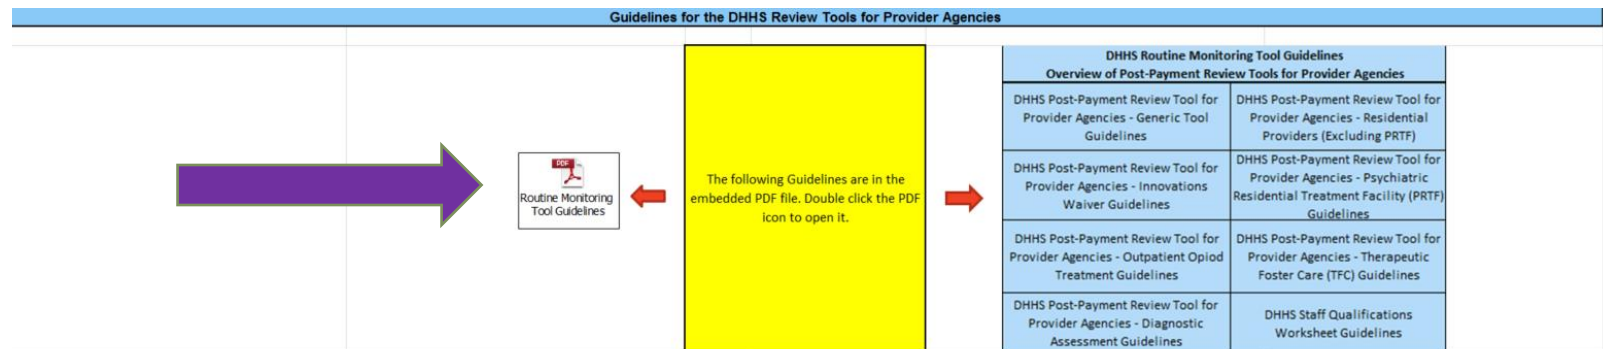 Guidelines for the DHHS Review Tools for Provider Agencies
PDF
Routine Monitoring
Tool Guidelines
The following Guidelines are in the
embedded PDF file. Double click the PDF
icon to open it.
DHHS Routine Monitoring Tool Guidelines
Overview of Post-Payment Review Tools for Provider Agencies
DHHS Post-Payment Review Tool for
Provider Agencies - Generic Tool
Guidelines
DHHS Post-Payment Review Tool for
Provider Agencies - Residential
Providers (Excluding PRTF)
DHHS Post-Payment Review Tool for
Provider Agencies - Innovations
Waiver Guidelines
DHHS Post-Payment Review Tool for
Provider Agencies - Psychiatric
Residential Treatment Facility (PRTF)
Guidelines
DHHS Post-Payment Review Tool for
Provider Agencies - Outpatient Opiod
Treatment Guidelines
DHHS Post-Payment Review Tool for
Provider Agencies - Therapeutic
Foster Care (TFC) Guidelines
DHHS Post-Payment Review Tool for
Provider Agencies - Diagnostic
Assessment Guidelines
DHHS Staff Qualifications
Worksheet Guidelines